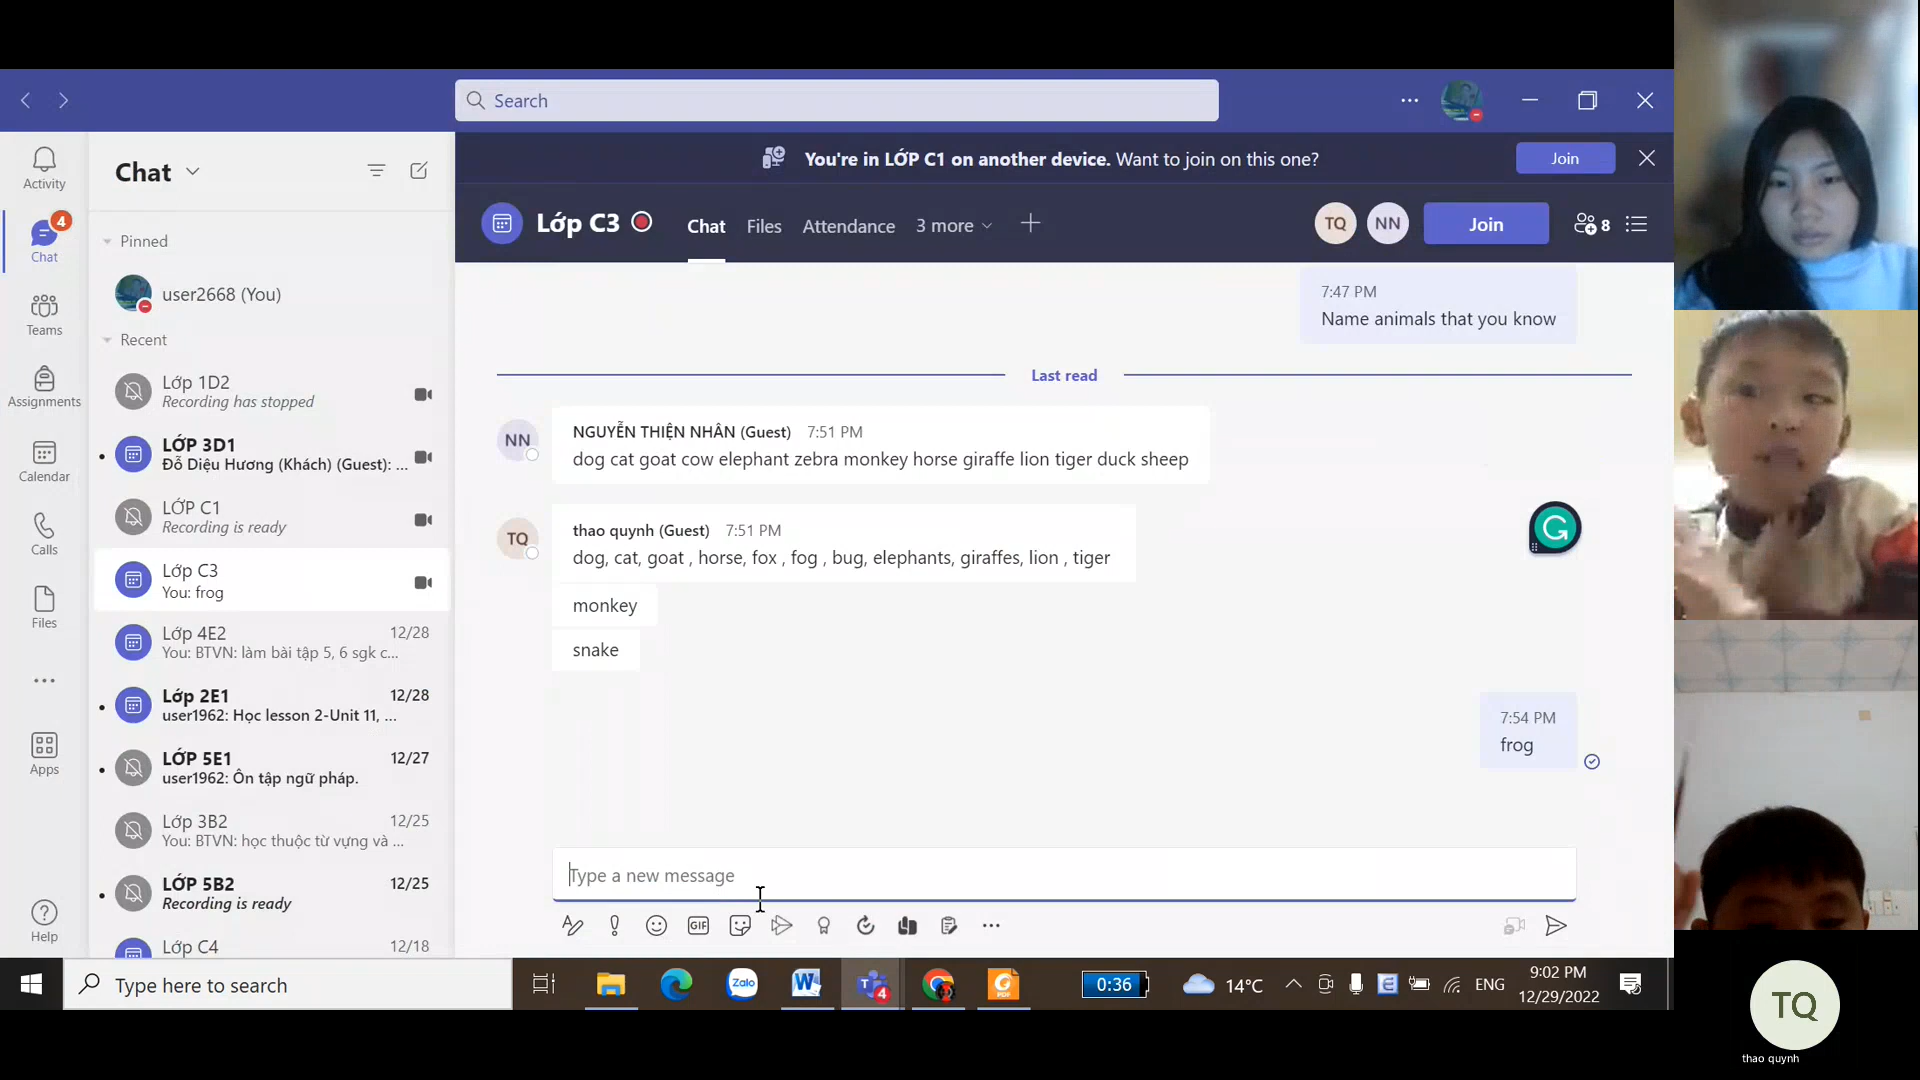 Search
You're in LỚP C1 on another device. Want to join on this one?
Join
Activity
Chat
4
Chat
Teams
Assignments
Calendar
Calls
Files
Apps
Help
Pinned
user2668 (You)
Recent
Lớp 1D2
Recording has stopped
LỚP 3D1
Đỗ Diệu Hương (Khách) (Guest): ...
LỚP C1
Recording is ready
Lớp C3
You: frog
Lớp 4E2 12/28
You: BTVN: làm bài tập 5, 6 sgk c...
Lớp 2E1 12/28
user1962: Học lesson 2-Unit 11, ...
LỚP 5E1 12/27
user1962: Ôn tập ngữ pháp.
Lớp 3B2 12/25
You: BTVN: học thuộc từ vựng và ...
LỚP 5B2 12/25
Recording is ready
Lớp C4 12/18
Lớp C3
Chat Files Attendance 3 more
TQ NN Join 8
7:47 PM
Name animals that you know
Last read
NN
NGUYỄN THIỆN NHÂN (Guest) 7:51 PM
dog cat goat cow elephant zebra monkey horse giraffe lion tiger duck sheep
TQ
thao quynh (Guest) 7:51 PM
dog, cat, goat , horse, fox , fog , bug, elephants, giraffes, lion , tiger
monkey
snake
7:54 PM
frog
G
Type a new message
GIF
Type here to search
Zalo
W
T
4
PDF
0:36
14°C
ENG
9:02 PM
12/29/2022
TQ
thao quynh